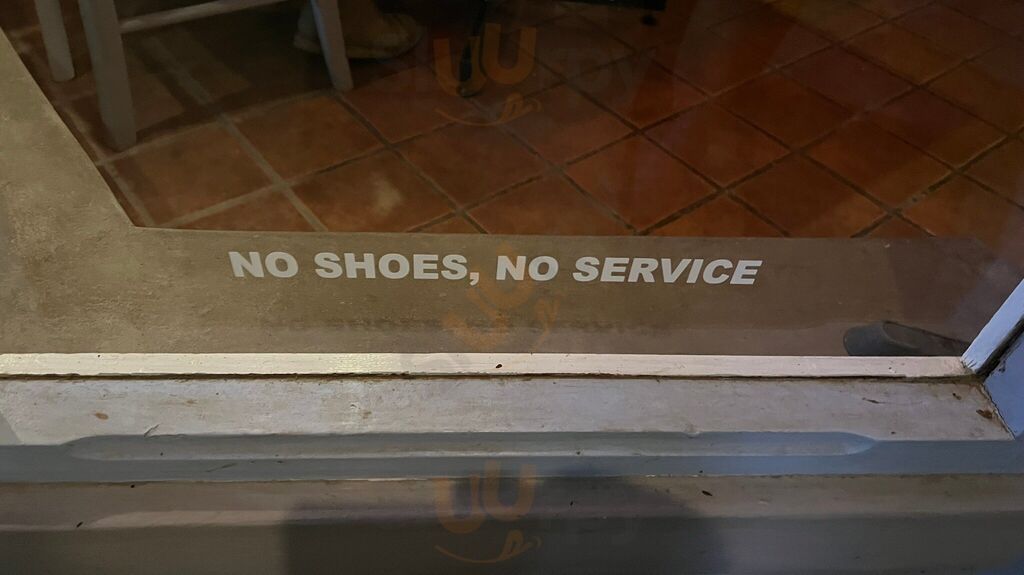 NO SHOES, NO SERVICE